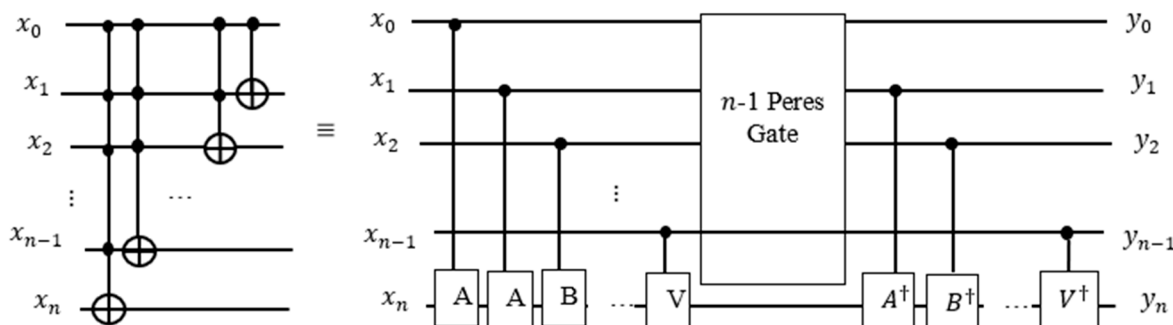 x₀ x₀ y₀
x₁ x₁ y₁
n-1 Peres
Gate
≡
x₂ x₂ y₂
⋮ ... ⋮
xₙ₋₁ xₙ₋₁ yₙ₋₁
xₙ xₙ A A B ... V A† B† ... V† yₙ